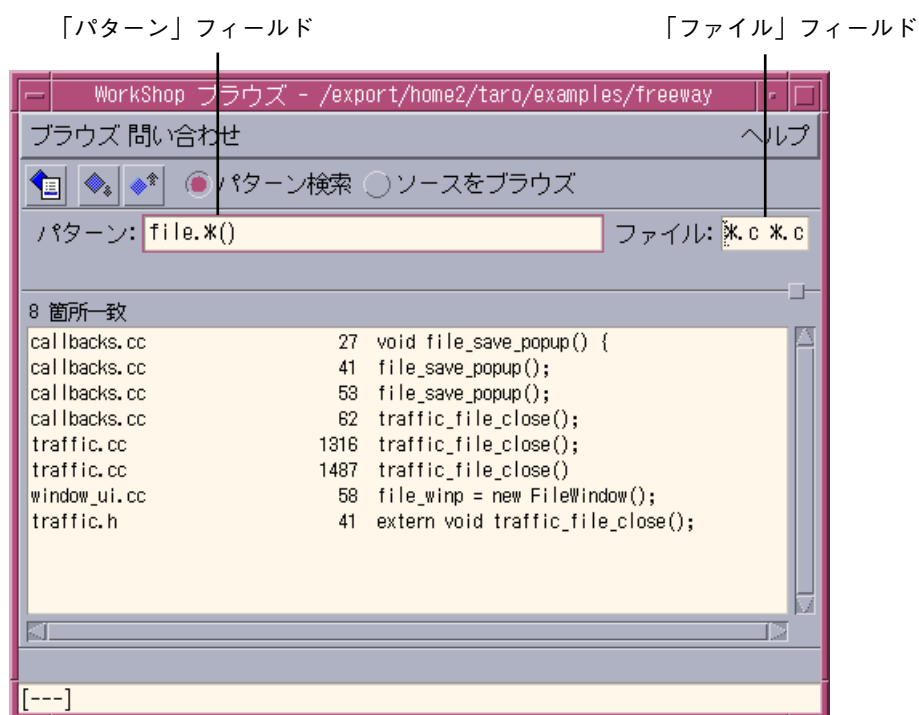 「パターン」フィールド 「ファイル」フィールド
WorkShop ブラウズ - /export/home2/taro/examples/freeway
ブラウズ 問い合わせ ヘルプ
パターン検索 ソースをブラウズ
パターン: file.*() ファイル: *.c *.c
8 箇所一致
callbacks.cc 27 void file_save_popup() {
callbacks.cc 41 file_save_popup();
callbacks.cc 53 file_save_popup();
callbacks.cc 62 traffic_file_close();
traffic.cc 1316 traffic_file_close();
traffic.cc 1487 traffic_file_close()
window_ui.cc 58 file_winp = new FileWindow();
traffic.h 41 extern void traffic_file_close();
[---]